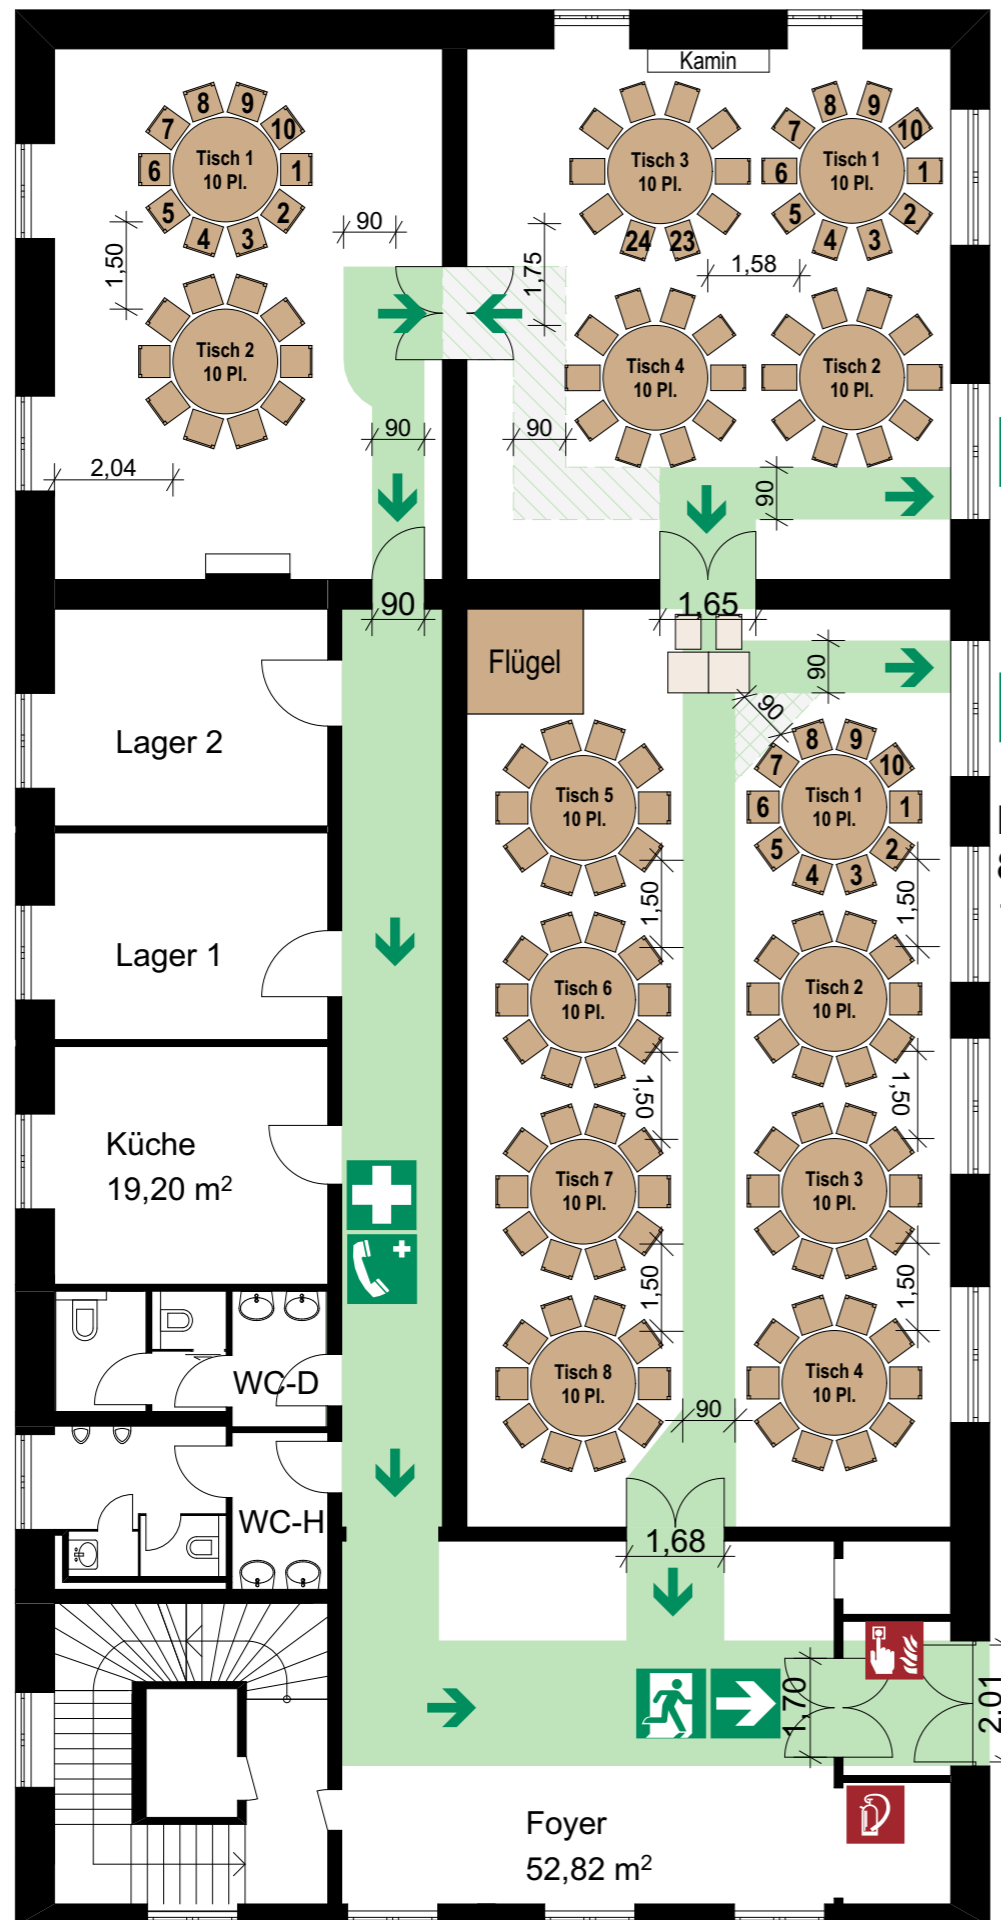 Kamin
8
9
7
10
Tisch 1
10 Pl.
6
1
5
2
4
3
1,50
Tisch 2
10 Pl.
2,04
90
90
90
Tisch 3
10 Pl.
24
23
8
9
7
10
Tisch 1
10 Pl.
6
1
5
2
4
3
1,75
1,58
Tisch 4
10 Pl.
Tisch 2
10 Pl.
90
90
1,65
Flügel
90
90
Lager 2
Lager 1
Küche
19,20 m²
WC-D
WC-H
Tisch 5
10 Pl.
1,50
Tisch 6
10 Pl.
1,50
Tisch 7
10 Pl.
1,50
Tisch 8
10 Pl.
8
9
7
10
Tisch 1
10 Pl.
6
1
5
2
4
3
1,50
Tisch 2
10 Pl.
1,50
Tisch 3
10 Pl.
1,50
Tisch 4
10 Pl.
90
1,68
1,70
2,01
Foyer
52,82 m²